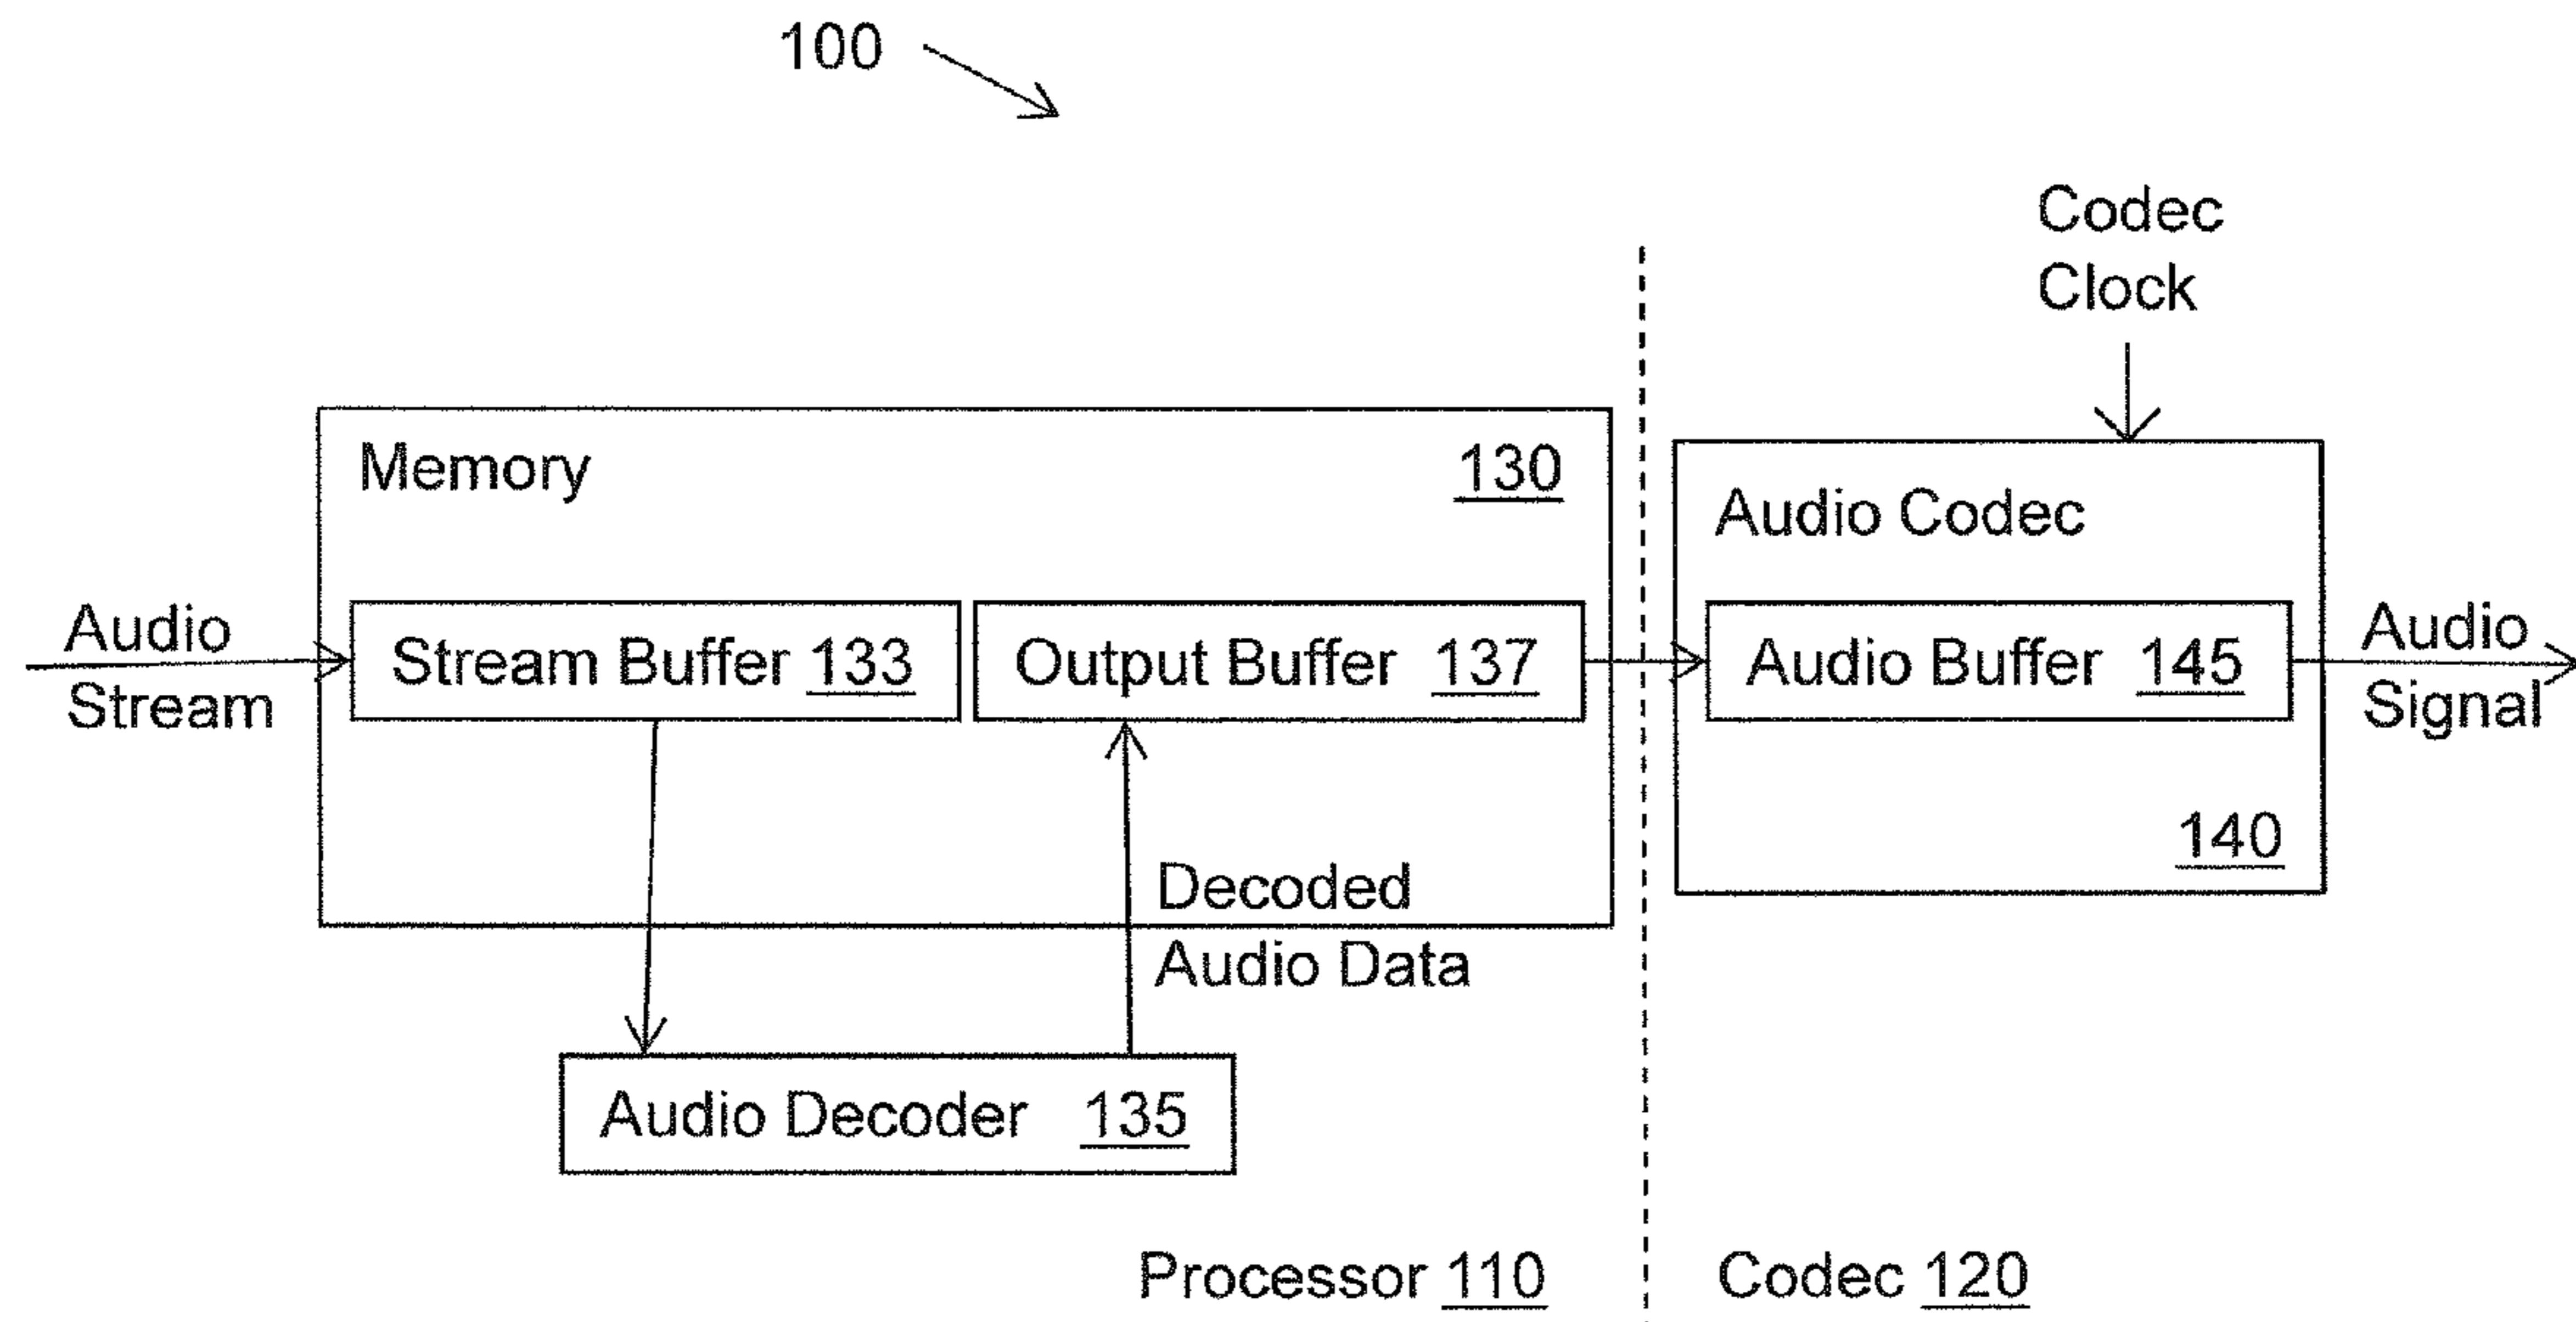 100
Codec
Clock
Memory
130
Audio Codec
Audio
Stream
Stream Buffer 133
Output Buffer 137
Audio Buffer 145
Audio
Signal
140
Decoded
Audio Data
Audio Decoder 135
Processor 110
Codec 120